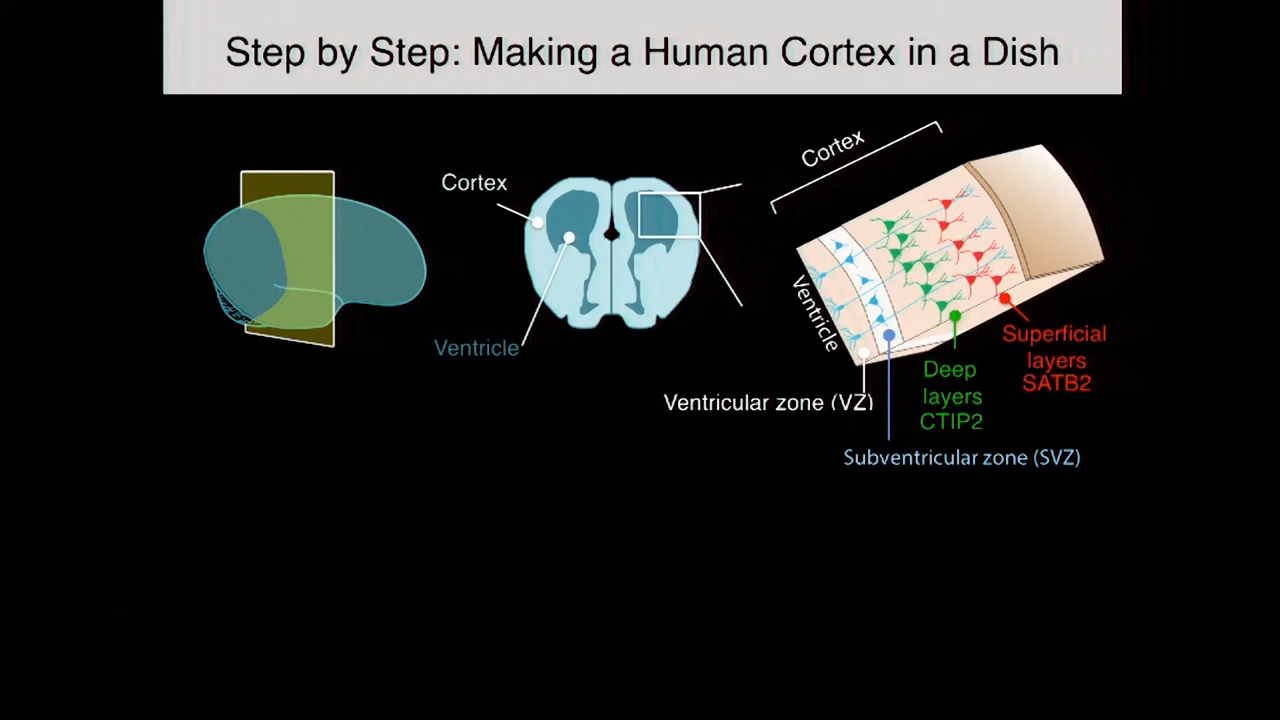 Step by Step: Making a Human Cortex in a Dish
Cortex
Ventricle
Cortex
Ventricle
Ventricular zone (VZ)
Subventricular zone (SVZ)
Deep
layers
CTIP2
Superficial
layers
SATB2